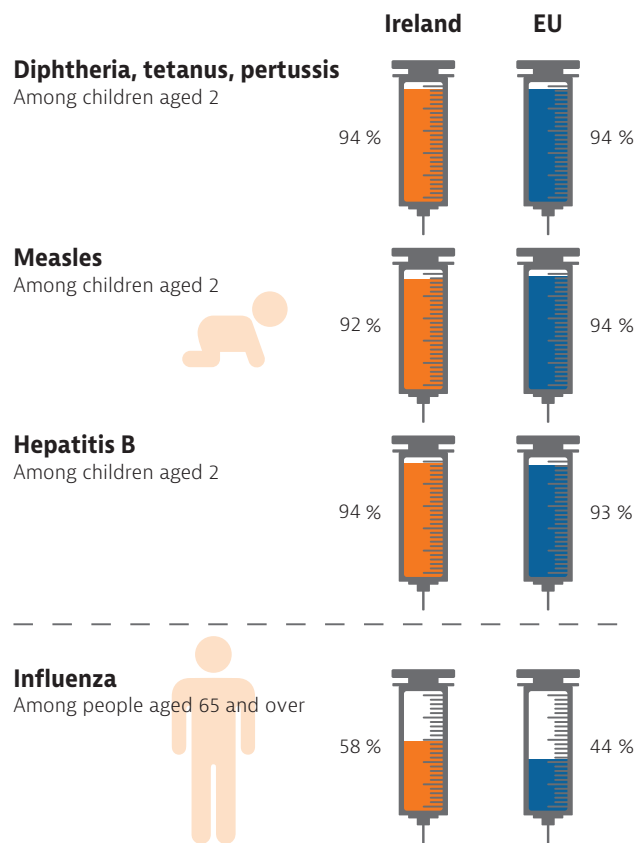 Ireland EU
Diphtheria, tetanus, pertussis
Among children aged 2
94 % 94 %
Measles
Among children aged 2
92 % 94 %
Hepatitis B
Among children aged 2
94 % 93 %
Influenza
Among people aged 65 and over
58 % 44 %